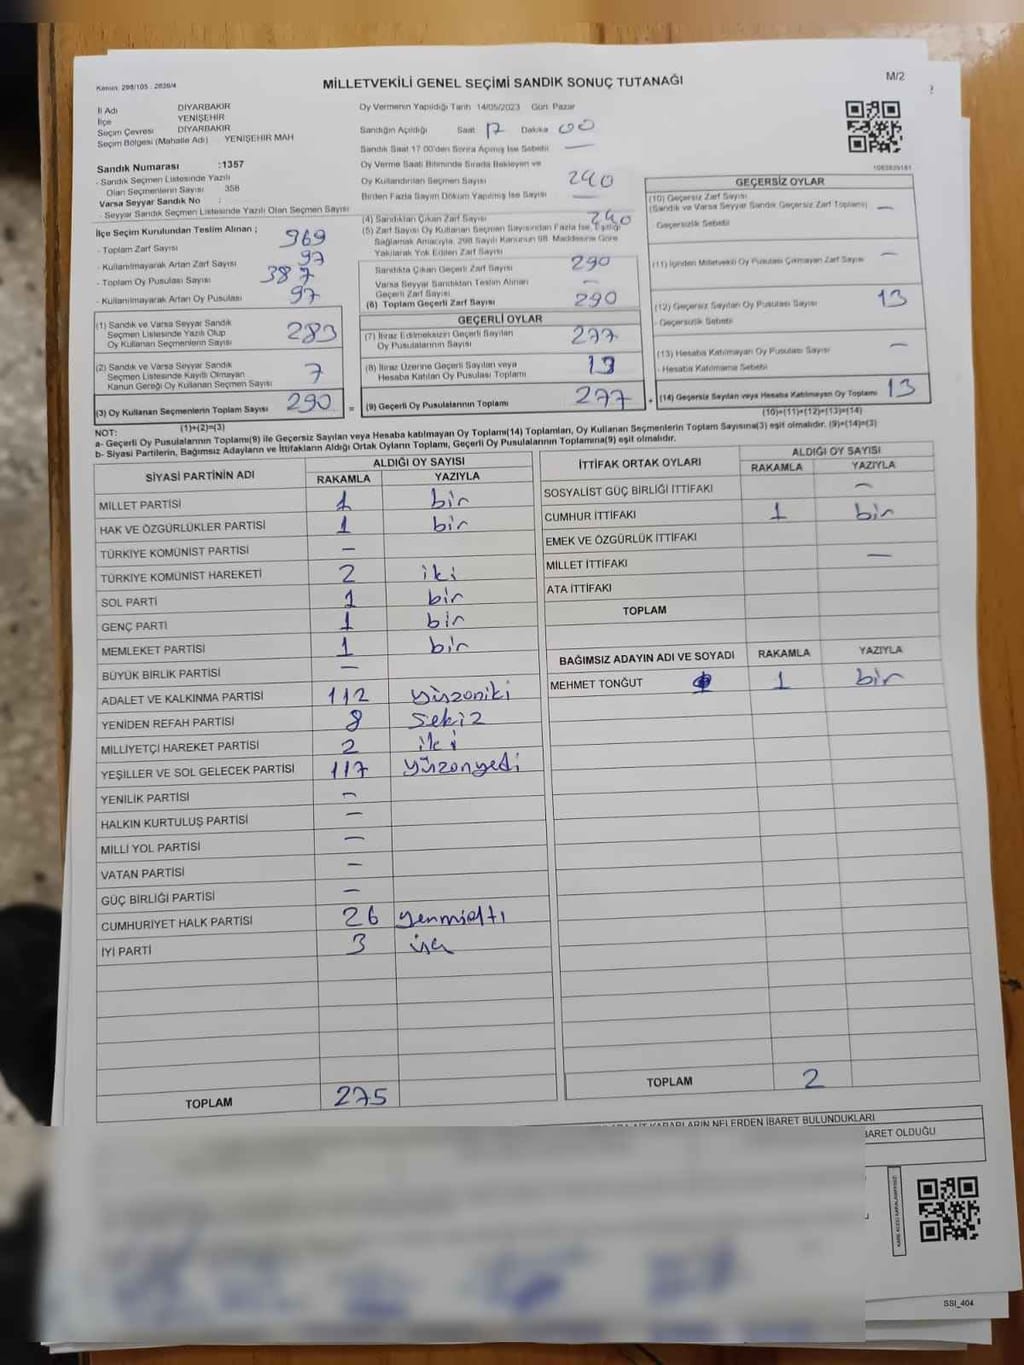 Kanun: 298/105 : 2839/4
MİLLETVEKİLİ GENEL SEÇİMİ SANDIK SONUÇ TUTANAĞI
M/2
İl Adı DİYARBAKIR
İlçe YENİŞEHİR
Seçim Çevresi DİYARBAKIR
Seçim Bölgesi (Mahalle Adı) YENİŞEHİR MAH
Sandık Numarası :1357
- Sandık Seçmen Listesinde Yazılı
Olan Seçmenlerin Sayısı 358
Varsa Seyyar Sandık No :
- Seyyar Sandık Seçmen Listesinde Yazılı Olan Seçmen Sayısı
İlçe Seçim Kurulundan Teslim Alınan ;
- Toplam Zarf Sayısı 969
- Kullanılmayarak Artan Zarf Sayısı 97
- Toplam Oy Pusulası Sayısı 387
- Kullanılmayarak Artan Oy Pusulası 97
(1) Sandık ve Varsa Seyyar Sandık
Seçmen Listesinde Yazılı Olup
Oy Kullanan Seçmenlerin Sayısı 283
(2) Sandık ve Varsa Seyyar Sandık
Seçmen Listesinde Kayıtlı Olmayan
Kanun Gereği Oy Kullanan Seçmen Sayısı 7
(3) Oy Kullanan Seçmenlerin Toplam Sayısı 290
(1)+(2)=(3)
Oy Vermenin Yapıldığı Tarih 14/05/2023 Gün: Pazar
Sandığın Açıldığı Saat 17 Dakika 00
Sandık Saat 17:00'den Sonra Açılmış İse Sebebi —
Oy Verme Saati Bitiminde Sırada Bekleyen ve
Oy Kullandırılan Seçmen Sayısı 290
Birden Fazla Sayım Döküm Yapılmış İse Sayısı —
(4) Sandıktan Çıkan Zarf Sayısı 290
(5) Zarf Sayısı Oy Kullanan Seçmen Sayısından Fazla İse, Eşitliği
Sağlamak Amacıyla, 298 Sayılı Kanunun 98. Maddesine Göre
Yakılarak Yok Edilen Zarf Sayısı
Sandıkta Çıkan Geçerli Zarf Sayısı 290
Varsa Seyyar Sandıktan Teslim Alınan
Geçerli Zarf Sayısı —
(6) Toplam Geçerli Zarf Sayısı 290
GEÇERLİ OYLAR
(7) İtiraz Edilmeksizin Geçerli Sayılan
Oy Pusulalarının Sayısı 277
(8) İtiraz Üzerine Geçerli Sayılan veya
Hesaba Katılan Oy Pusulası Toplamı
= (9) Geçerli Oy Pusulalarının Toplamı 277
GEÇERSİZ OYLAR
(10) Geçersiz Zarf Sayısı
(Sandık ve Varsa Seyyar Sandık Geçersiz Zarf Toplamı) —
Geçersizlik Sebebi
(11) İçinden Milletvekili Oy Pusulası Çıkmayan Zarf Sayısı —
(12) Geçersiz Sayılan Oy Pusulası Sayısı 13
- Geçersizlik Sebebi
(13) Hesaba Katılmayan Oy Pusulası Sayısı —
- Hesaba Katılmama Sebebi
+ (14) Geçersiz Sayılan veya Hesaba Katılmayan Oy Toplamı 13
(10)+(11)+(12)+(13)=(14)
NOT:
a- Geçerli Oy Pusulalarının Toplamı(9) ile Geçersiz Sayılan veya Hesaba katılmayan Oy Toplamı(14) Toplamları, Oy Kullanan Seçmenlerin Toplam Sayısına(3) eşit olmalıdır. (9)+(14)=(3)
b- Siyasi Partilerin, Bağımsız Adayların ve İttifakların Aldığı Ortak Oyların Toplamı, Geçerli Oy Pusulalarının Toplamına(9) eşit olmalıdır.
SİYASİ PARTİNİN ADI ALDIĞI OY SAYISI
RAKAMLA YAZIYLA
MİLLET PARTİSİ 1 bir
HAK VE ÖZGÜRLÜKLER PARTİSİ 1 bir
TÜRKİYE KOMÜNİST PARTİSİ —
TÜRKİYE KOMÜNİST HAREKETİ 2 iki
SOL PARTİ 1 bir
GENÇ PARTİ 1 bir
MEMLEKET PARTİSİ 1 bir
BÜYÜK BİRLİK PARTİSİ —
ADALET VE KALKINMA PARTİSİ 112 yüzoniki
YENİDEN REFAH PARTİSİ 8 sekiz
MİLLİYETÇİ HAREKET PARTİSİ 2 iki
YEŞİLLER VE SOL GELECEK PARTİSİ 117 yüzonyedi
YENİLİK PARTİSİ —
HALKIN KURTULUŞ PARTİSİ —
MİLLİ YOL PARTİSİ —
VATAN PARTİSİ —
GÜÇ BİRLİĞİ PARTİSİ —
CUMHURİYET HALK PARTİSİ 26 yermialtı
İYİ PARTİ 3 üç
TOPLAM 275
İTTİFAK ORTAK OYLARI ALDIĞI OY SAYISI
RAKAMLA YAZIYLA
SOSYALİST GÜÇ BİRLİĞİ İTTİFAKI —
CUMHUR İTTİFAKI 1 bir
EMEK VE ÖZGÜRLÜK İTTİFAKI
MİLLET İTTİFAKI —
ATA İTTİFAKI
TOPLAM
BAĞIMSIZ ADAYIN ADI VE SOYADI RAKAMLA YAZIYLA
MEHMET TONĞUT 1 bir
TOPLAM 2
KARARLARIN NELERDEN İBARET BULUNDUKLARI
BARET OLDUĞU
SSI_404